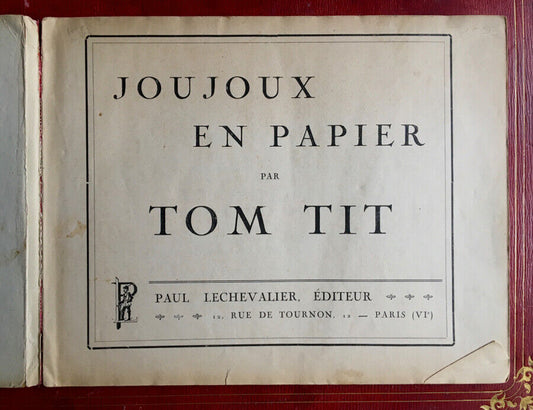 JOUJOUX
EN PAPIER
PAR
TOM TIT
PAUL LECHEVALIER, ÉDITEUR
12, RUE DE TOURNON, 12 — PARIS (VIᵉ)